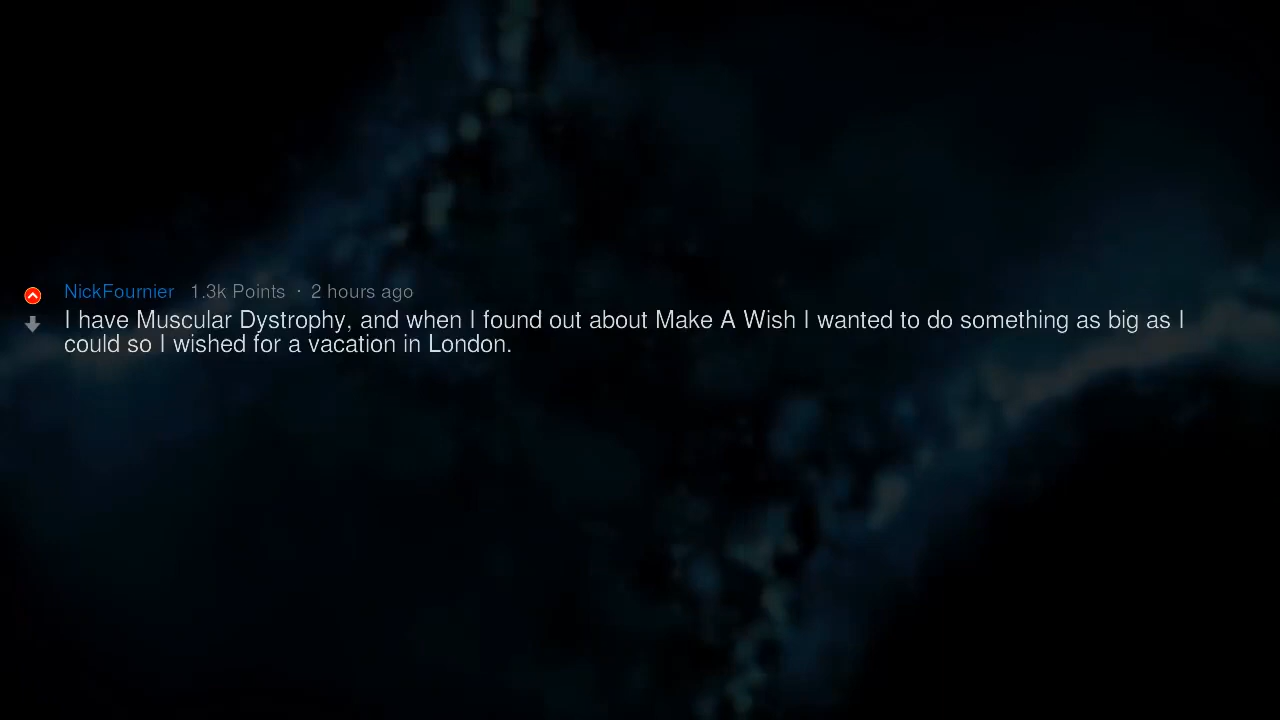 NickFournier 1.3k Points · 2 hours ago
I have Muscular Dystrophy, and when I found out about Make A Wish I wanted to do something as big as I
could so I wished for a vacation in London.